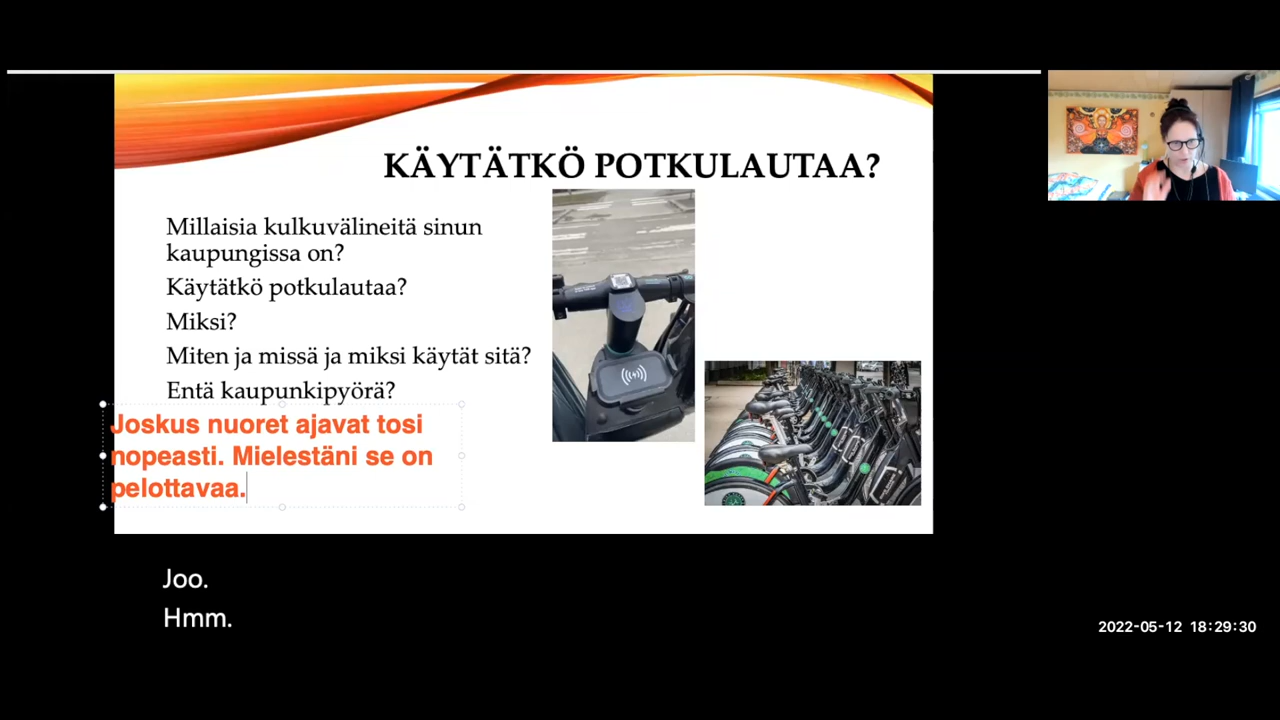 KÄYTÄTKÖ POTKULAUTAA?
Millaisia kulkuvälineitä sinun
kaupungissa on?
Käytätkö potkulautaa?
Miksi?
Miten ja missä ja miksi käytät sitä?
Entä kaupunkipyörä?
Joskus nuoret ajavat tosi
nopeasti. Mielestäni se on
pelottavaa.
Joo.
Hmm.
2022-05-12 18:29:30